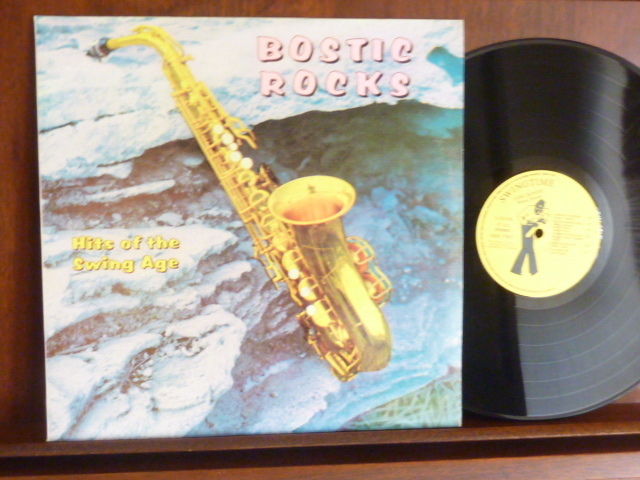 BOSTIC
ROCKS
Hits of the
Swing Age
SWINGTIME